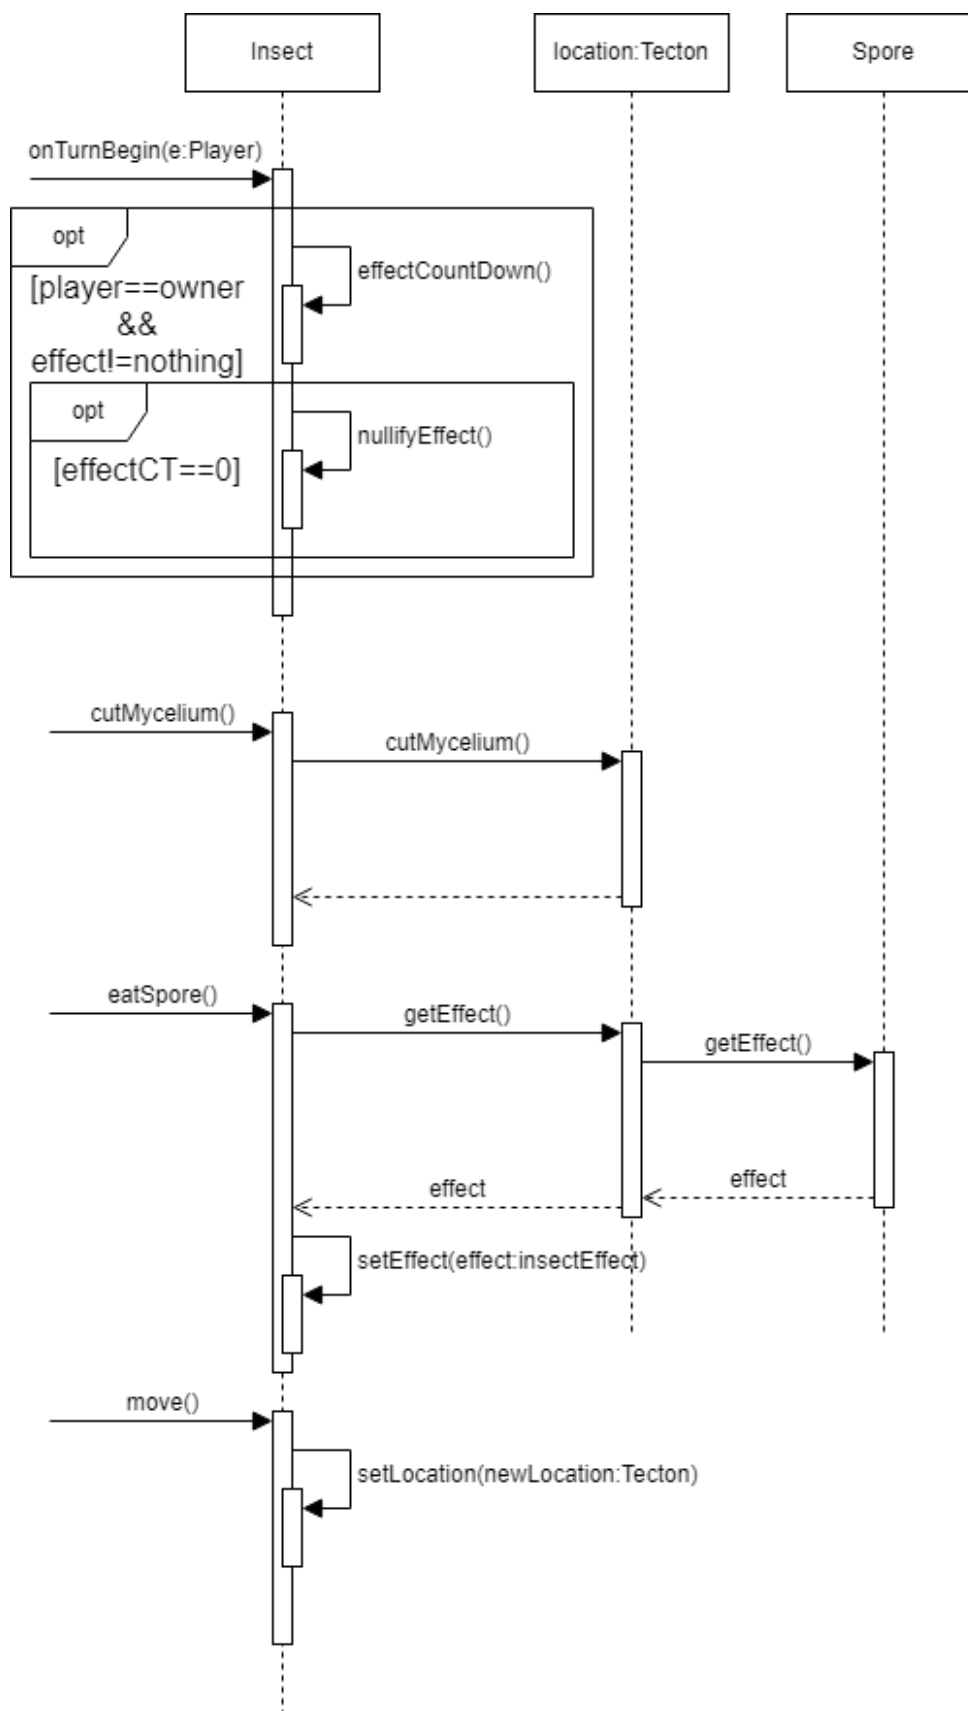 Insect
location:Tecton
Spore
onTurnBegin(e:Player)
opt
[player==owner
&&
effect!=nothing]
effectCountDown()
opt
[effectCT==0]
nullifyEffect()
cutMycelium()
cutMycelium()
eatSpore()
getEffect()
getEffect()
effect
effect
setEffect(effect:insectEffect)
move()
setLocation(newLocation:Tecton)